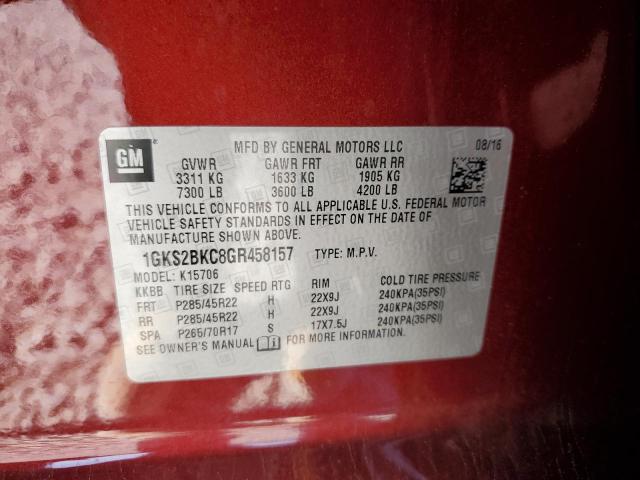 GM
MFD BY GENERAL MOTORS LLC 08/16
GVWR GAWR FRT GAWR RR
3311 KG 1633 KG 1905 KG
7300 LB 3600 LB 4200 LB
THIS VEHICLE CONFORMS TO ALL APPLICABLE U.S. FEDERAL MOTOR
VEHICLE SAFETY STANDARDS IN EFFECT ON THE DATE OF
MANUFACTURE SHOWN ABOVE.
1GKS2BKC8GR458157 TYPE: M.P.V.
MODEL: K15706
KKBB TIRE SIZE SPEED RTG RIM COLD TIRE PRESSURE
FRT P285/45R22 H 22X9J 240KPA(35PSI)
RR P285/45R22 H 22X9J 240KPA(35PSI)
SPA P265/70R17 S 17X7.5J 240KPA(35PSI)
SEE OWNER'S MANUAL FOR MORE INFORMATION.